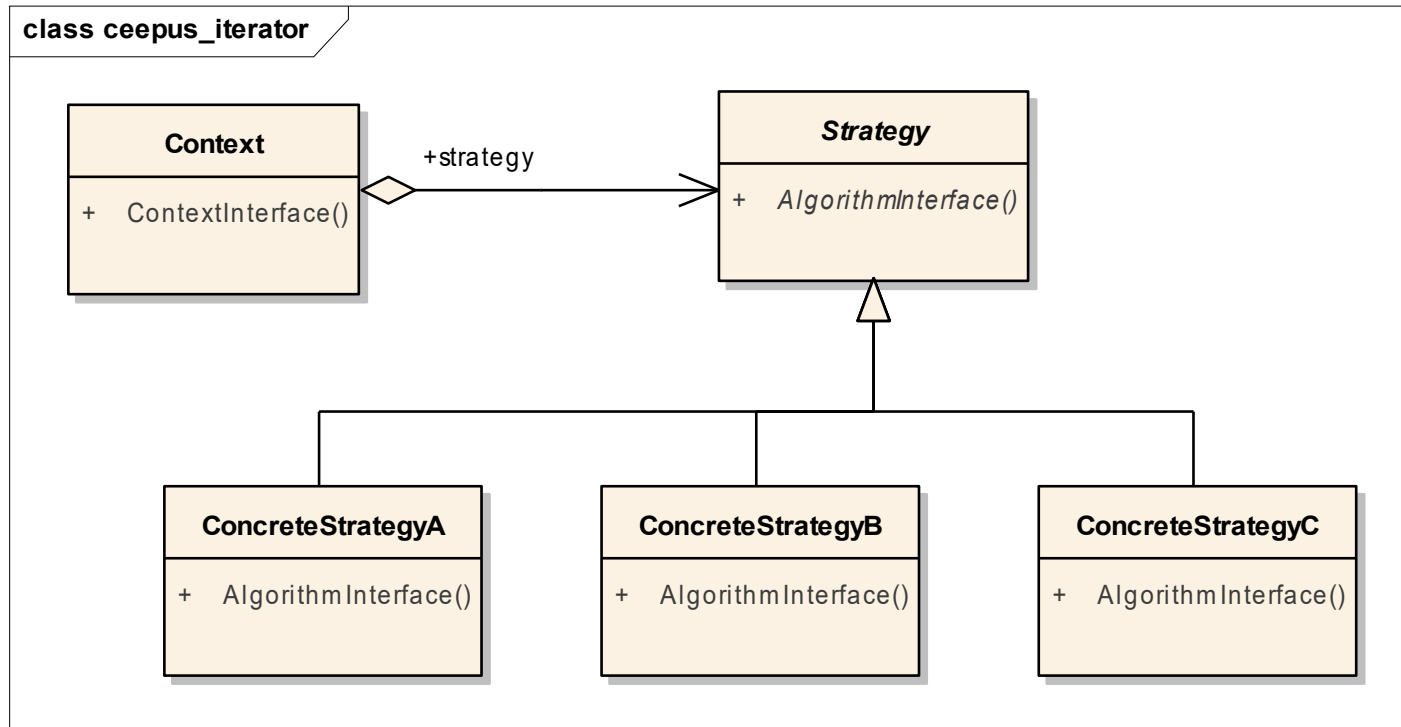 class ceepus_iterator
Context
+ ContextInterface()
+strategy
Strategy
+ AlgorithmInterface()
ConcreteStrategyA
+ AlgorithmInterface()
ConcreteStrategyB
+ AlgorithmInterface()
ConcreteStrategyC
+ AlgorithmInterface()